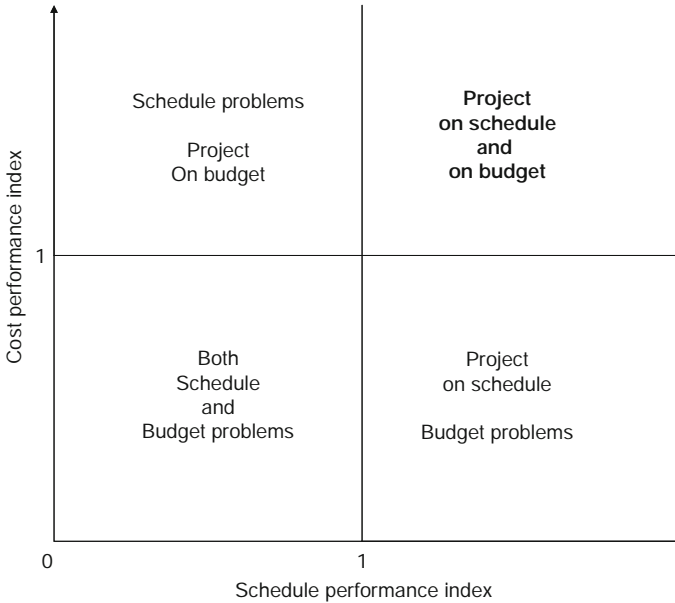 Schedule problems
Project
On budget
Project
on schedule
and
on budget
Cost performance index
1
Both
Schedule
and
Budget problems
Project
on schedule
Budget problems
0
1
Schedule performance index